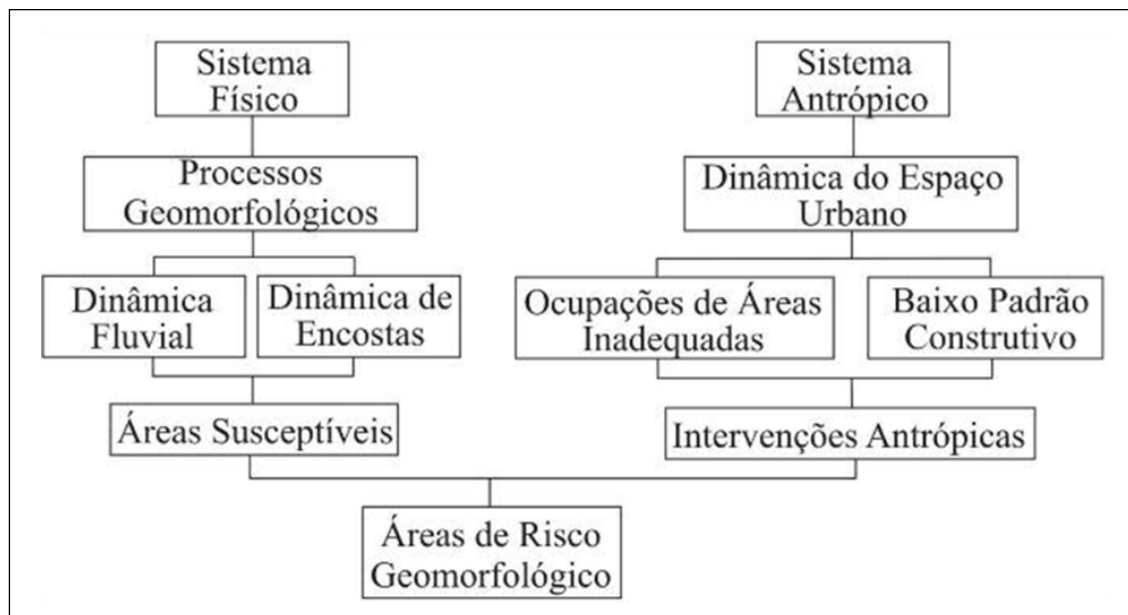 Sistema
Físico
Sistema
Antrópico
Processos
Geomorfológicos
Dinâmica do Espaço
Urbano
Dinâmica
Fluvial
Dinâmica de
Encostas
Ocupações de Áreas
Inadequadas
Baixo Padrão
Construtivo
Áreas Susceptíveis
Intervenções Antrópicas
Áreas de Risco
Geomorfológico